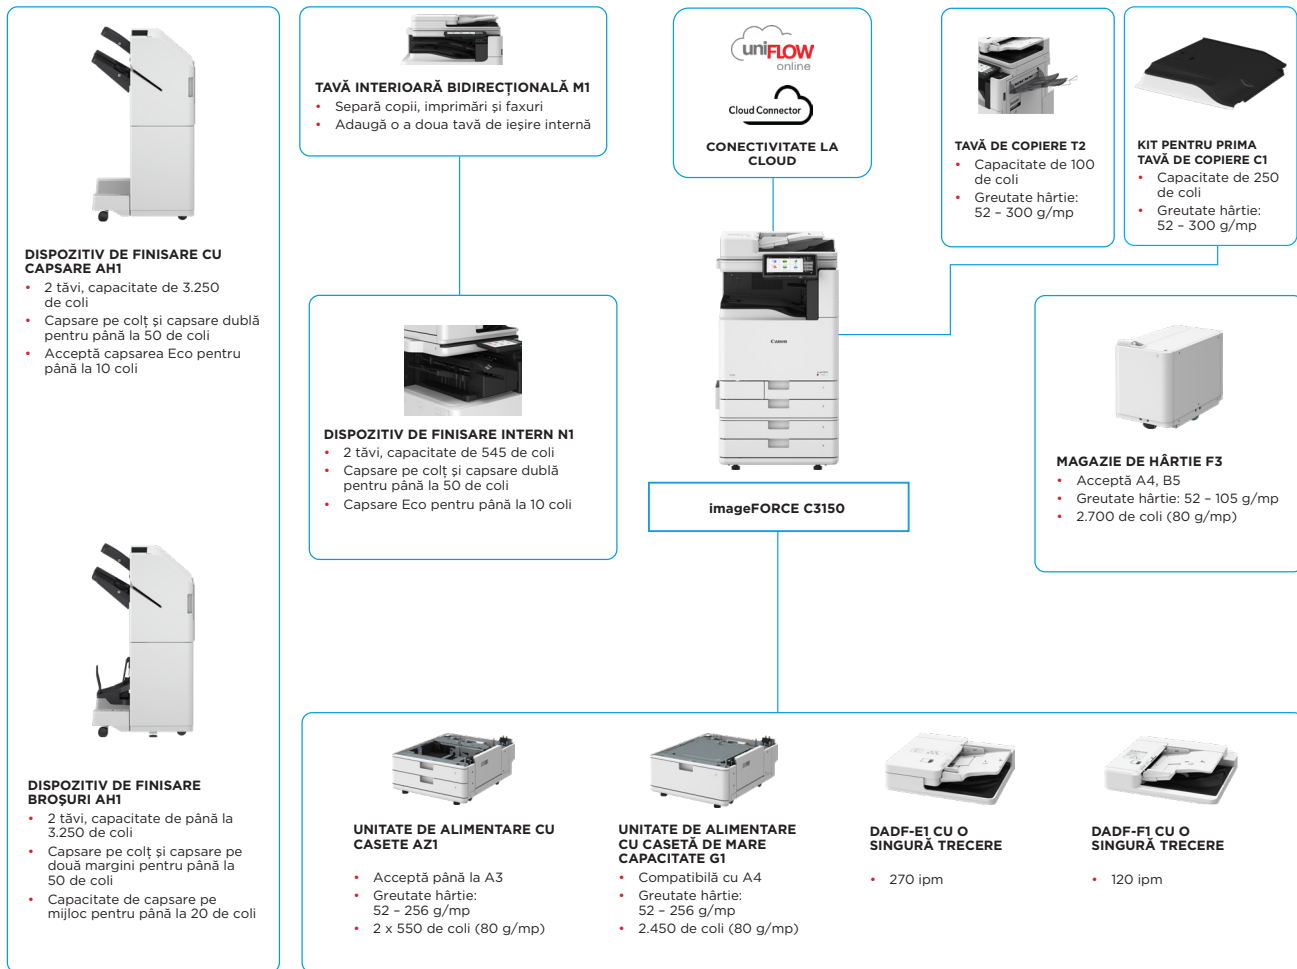 DISPOZITIV DE FINISARE CU
CAPSARE AH1
• 2 tăvi, capacitate de 3.250
de coli
• Capsare pe colț și capsare dublă
pentru până la 50 de coli
• Acceptă capsarea Eco pentru
până la 10 coli
DISPOZITIV DE FINISARE
BROȘURI AH1
• 2 tăvi, capacitate de până la
3.250 de coli
• Capsare pe colț și capsare pe
două margini pentru până la
50 de coli
• Capacitate de capsare pe
mijloc pentru până la 20 de coli
TAVĂ INTERIOARĂ BIDIRECȚIONALĂ M1
• Separă copii, imprimări și faxuri
• Adaugă o a doua tavă de ieșire internă
DISPOZITIV DE FINISARE INTERN N1
• 2 tăvi, capacitate de 545 de coli
• Capsare pe colț și capsare dublă
pentru până la 50 de coli
• Capsare Eco pentru până la 10 coli
uniFLOW
online
Cloud Connector
CONECTIVITATE LA
CLOUD
Canon
imageFORCE C3150
TAVĂ DE COPIERE T2
• Capacitate de 100
de coli
• Greutate hârtie:
52 – 300 g/mp
KIT PENTRU PRIMA
TAVĂ DE COPIERE C1
• Capacitate de 250
de coli
• Greutate hârtie:
52 – 300 g/mp
MAGAZIE DE HÂRTIE F3
• Acceptă A4, B5
• Greutate hârtie: 52 – 105 g/mp
• 2.700 de coli (80 g/mp)
UNITATE DE ALIMENTARE CU
CASETE AZ1
• Acceptă până la A3
• Greutate hârtie:
52 – 256 g/mp
• 2 x 550 de coli (80 g/mp)
UNITATE DE ALIMENTARE
CU CASETĂ DE MARE
CAPACITATE G1
• Compatibilă cu A4
• Greutate hârtie:
52 – 256 g/mp
• 2.450 de coli (80 g/mp)
DADF-E1 CU O
SINGURĂ TRECERE
• 270 ipm
DADF-F1 CU O
SINGURĂ TRECERE
• 120 ipm